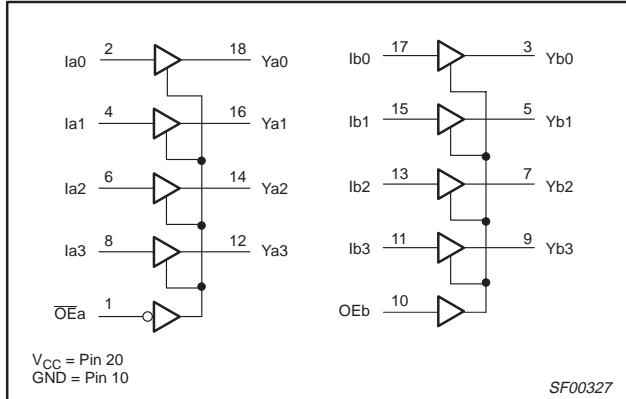 Ia0 2 18 Ya0 Ib0 17 3 Yb0
Ia1 4 16 Ya1 Ib1 15 5 Yb1
Ia2 6 14 Ya2 Ib2 13 7 Yb2
Ia3 8 12 Ya3 Ib3 11 9 Yb3
O̅E̅a 1 OEb 10
VCC = Pin 20
GND = Pin 10
SF00327